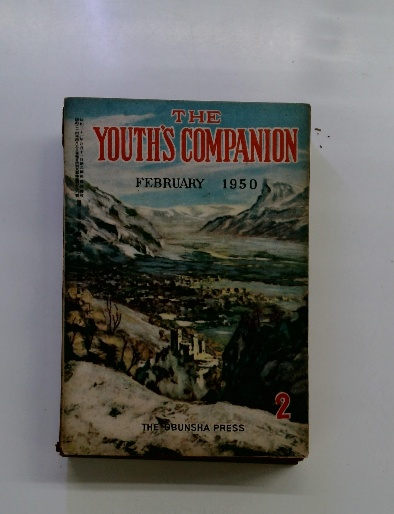 THE
YOUTH'S COMPANION
FEBRUARY 1950
2
THE OBUNSHA PRESS